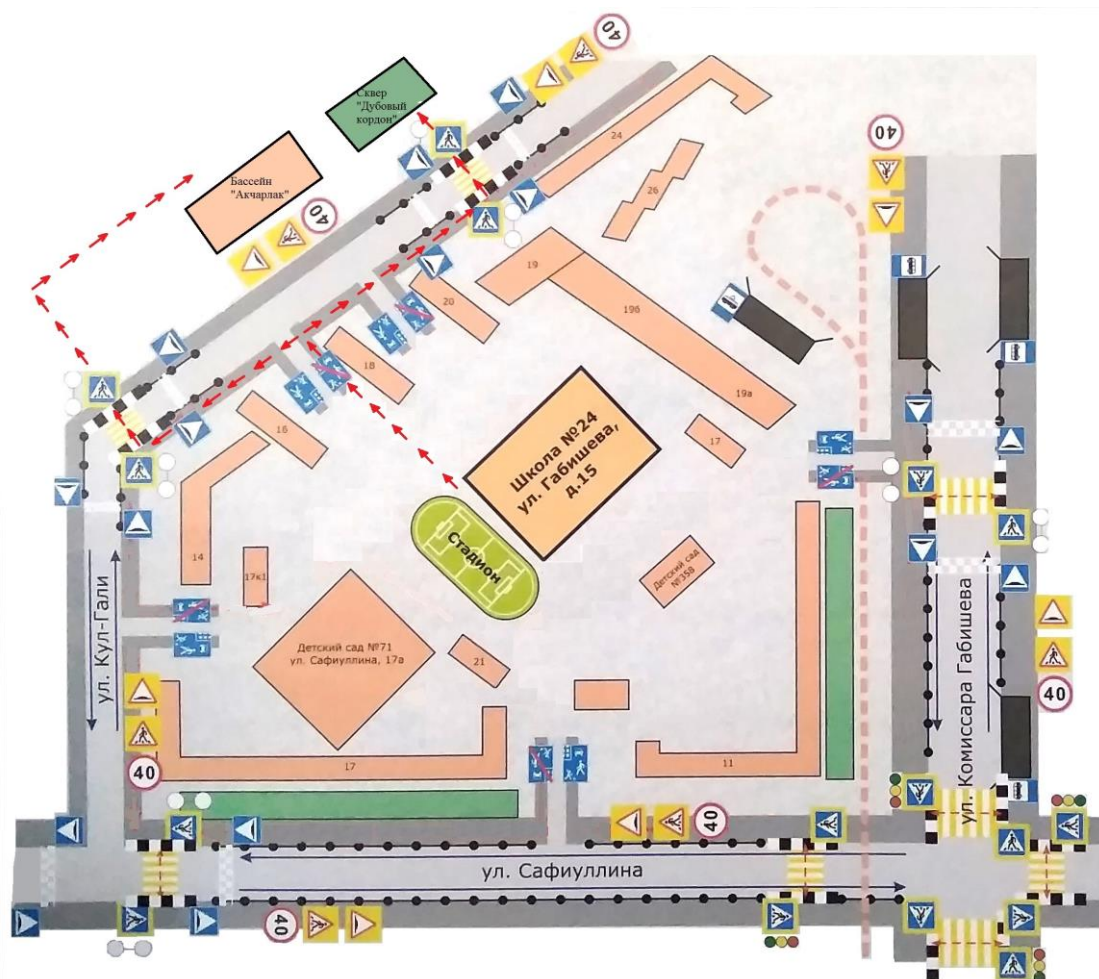 40
Сквер
"Дубовый
кордон"
24
40
Бассейн
"Акчарлак"
26
40
19
20
19б
18
19а
16
17
Школа №24
ул. Габишева,
д.15
Стадион
14
17к1
Детский сад
№358
Детский сад №71
ул. Сафиуллина, 17а
21
ул. Кул-Гали
ул. Комиссара Габишева
40
17
11
40
40
ул. Сафиуллина
40